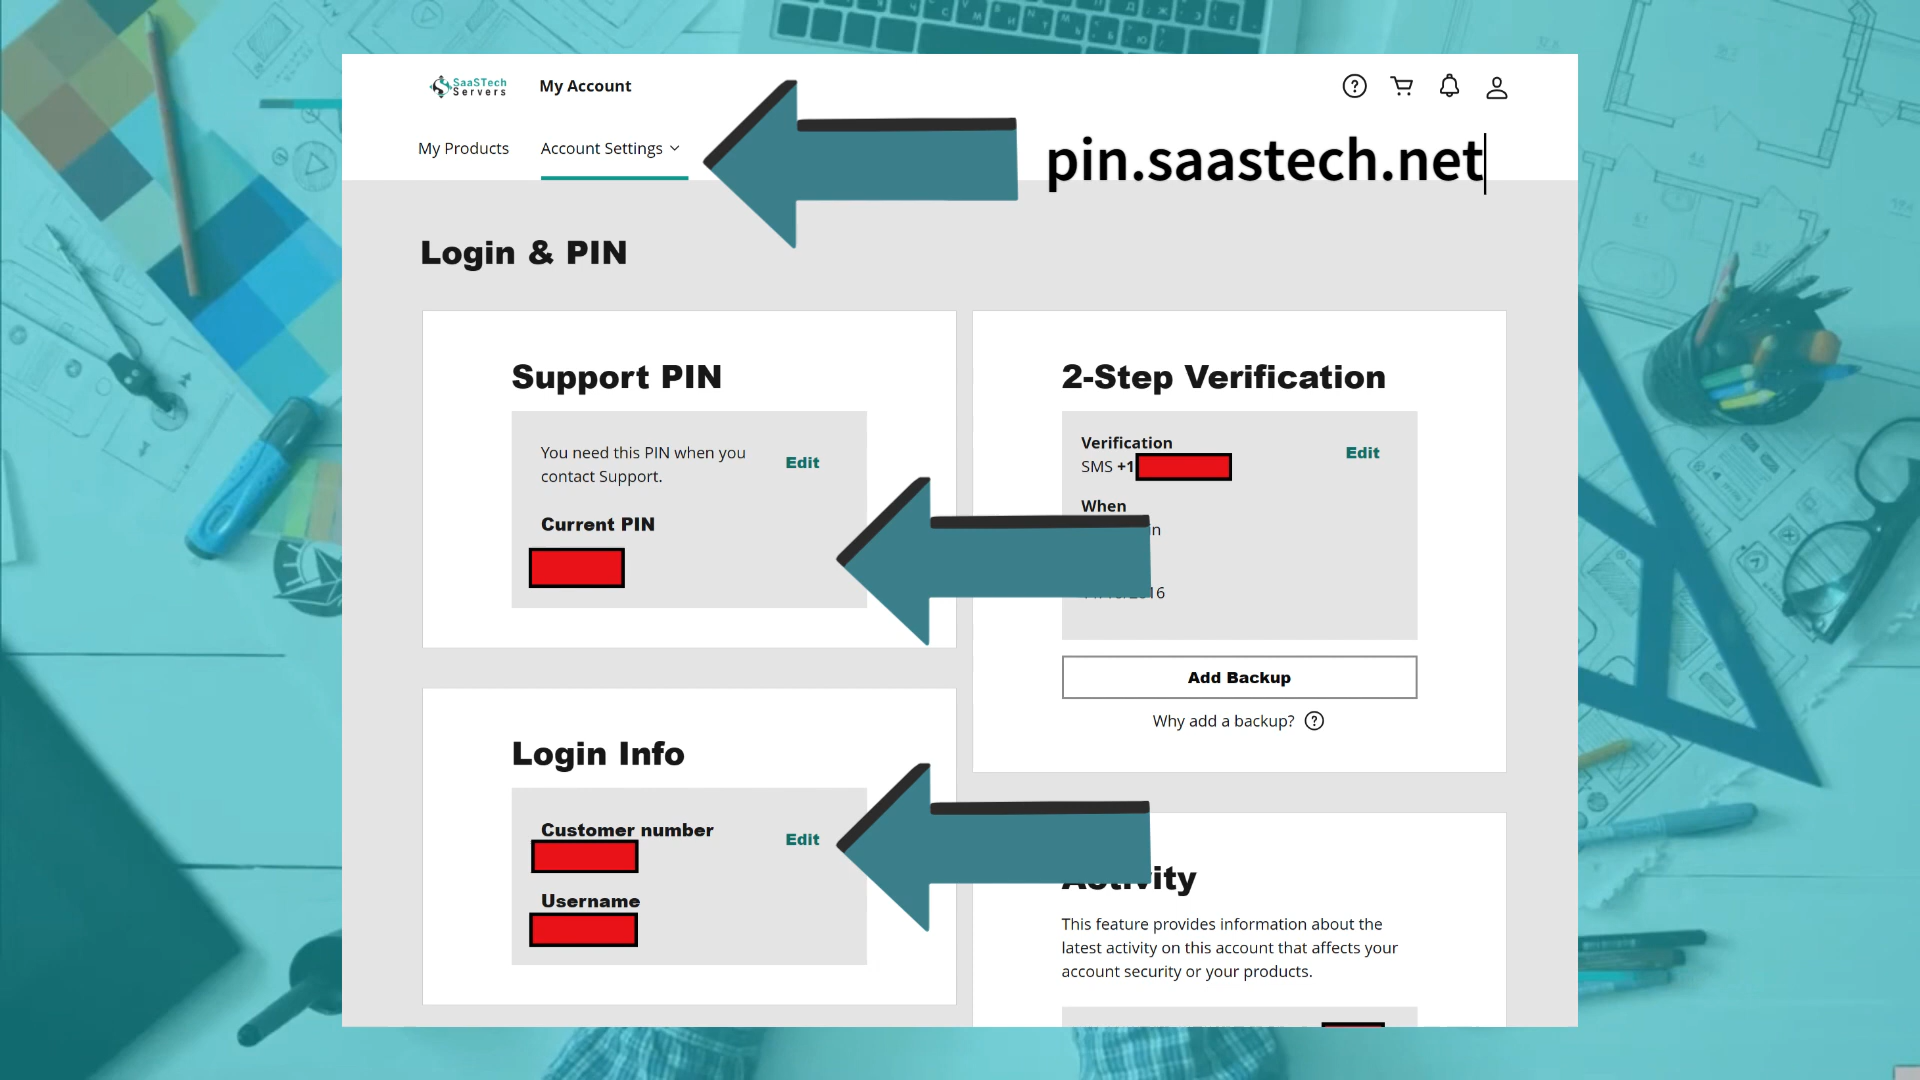 SaaSTech
Servers
My Account
My Products
Account Settings
pin.saastech.net
Login & PIN
Support PIN
You need this PIN when you
contact Support.
Edit
Current PIN
2-Step Verification
Verification
SMS +1
Edit
When
Add Backup
Why add a backup?
Login Info
Customer number
Edit
Username
Activity
This feature provides information about the
latest activity on this account that affects your
account security or your products.